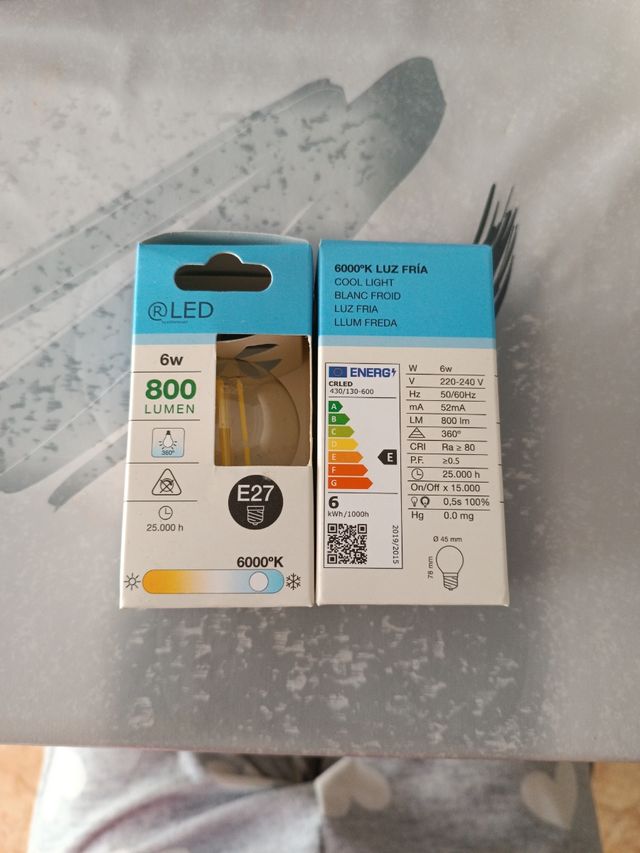 ®LED
6w
800
LUMEN
360º
25.000 h
E27
6000ºK
6000ºK LUZ FRÍA
COOL LIGHT
BLANC FROID
LUZ FRIA
LLUM FREDA
ENERG
CRLED
430/130-600
A
B
C
D
E
F
G
E
6
kWh/1000h
2019/2015
W 6w
V 220-240 V
Hz 50/60Hz
mA 52mA
LM 800 lm
360º
CRI Ra ≥ 80
P.F. ≥0.5
25.000 h
On/Off x 15.000
0,5s 100%
Hg 0.0 mg
Ø 45 mm
78 mm